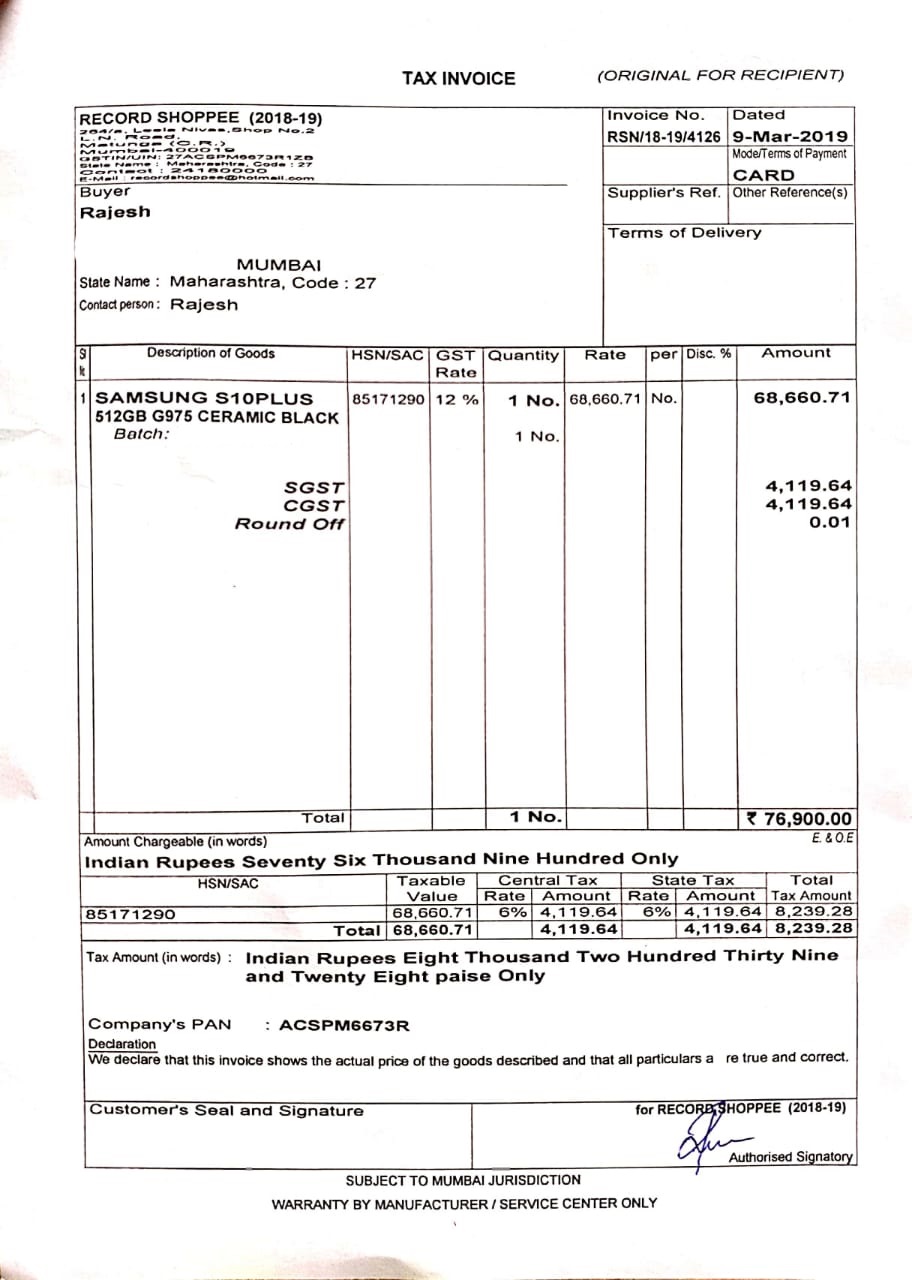 TAX INVOICE
(ORIGINAL FOR RECIPIENT)
RECORD SHOPPEE (2018-19)
264/a, Leela Nivas, Shop No.2
L.N. Road,
Matunga (C.R.)
Mumbai-400019
GSTIN/UIN: 27ACSPM6673R1Z8
State Name : Maharashtra, Code : 27
Contact : 24180000
E-Mail : recordshoppee@hotmail.com
Invoice No.
RSN/18-19/4126
Dated
9-Mar-2019
Mode/Terms of Payment
CARD
Supplier's Ref.
Other Reference(s)
Terms of Delivery
Buyer
Rajesh
MUMBAI
State Name : Maharashtra, Code : 27
Contact person : Rajesh
Sl Description of Goods HSN/SAC GST Rate Quantity Rate per Disc. % Amount
1 SAMSUNG S10PLUS 85171290 12 % 1 No. 68,660.71 No. 68,660.71
512GB G975 CERAMIC BLACK
Batch: 1 No.
SGST 4,119.64
CGST 4,119.64
Round Off 0.01
Total 1 No. ₹ 76,900.00
Amount Chargeable (in words) E. & O.E
Indian Rupees Seventy Six Thousand Nine Hundred Only
HSN/SAC Taxable Value Central Tax State Tax Total Tax Amount
Rate Amount Rate Amount
85171290 68,660.71 6% 4,119.64 6% 4,119.64 8,239.28
Total 68,660.71 4,119.64 4,119.64 8,239.28
Tax Amount (in words) : Indian Rupees Eight Thousand Two Hundred Thirty Nine
and Twenty Eight paise Only
Company's PAN : ACSPM6673R
Declaration
We declare that this invoice shows the actual price of the goods described and that all particulars a re true and correct.
Customer's Seal and Signature
for RECORD SHOPPEE (2018-19)
Authorised Signatory
SUBJECT TO MUMBAI JURISDICTION
WARRANTY BY MANUFACTURER / SERVICE CENTER ONLY